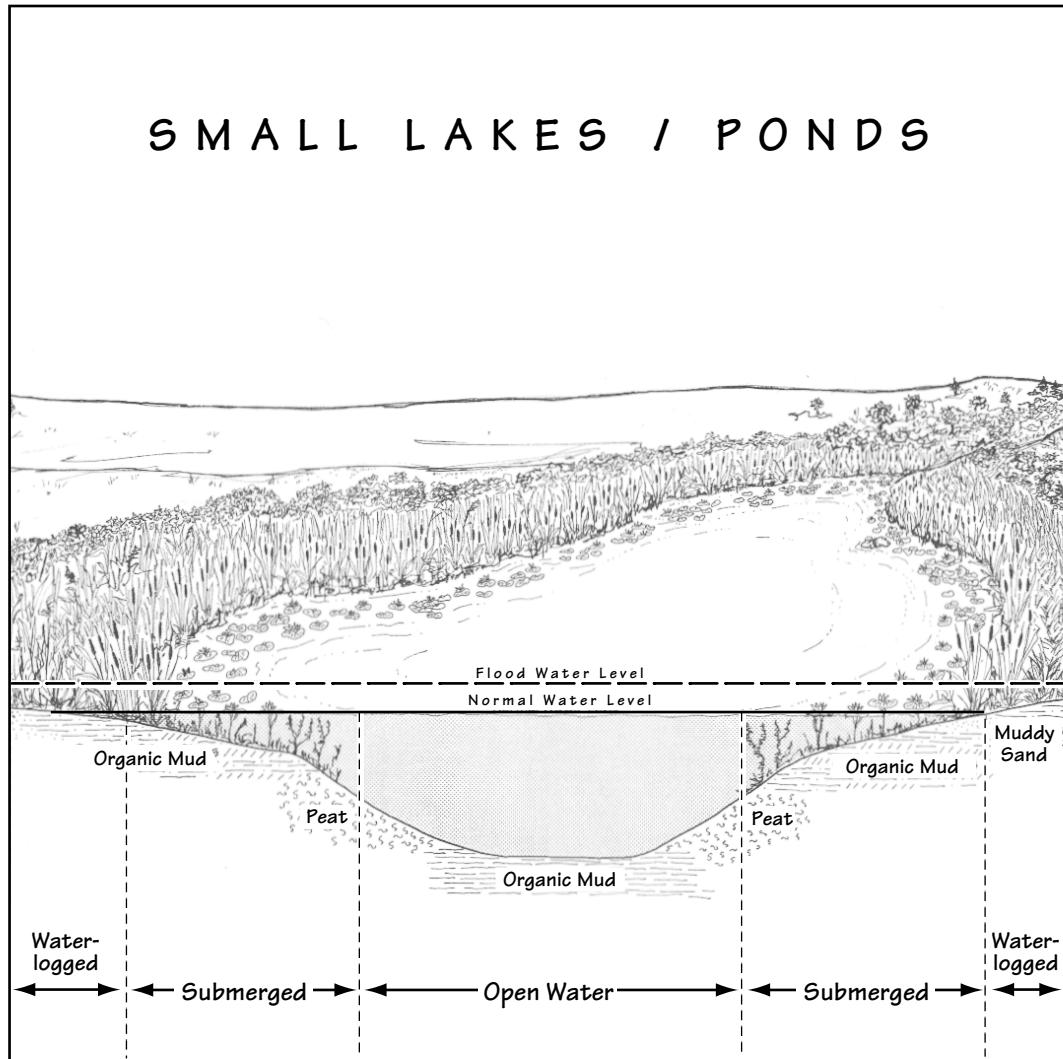 SMALL LAKES / PONDS
Flood Water Level
Normal Water Level
Organic Mud
Organic Mud
Muddy
Sand
Peat
Peat
Organic Mud
Water-
logged
Submerged
Open Water
Submerged
Water-
logged